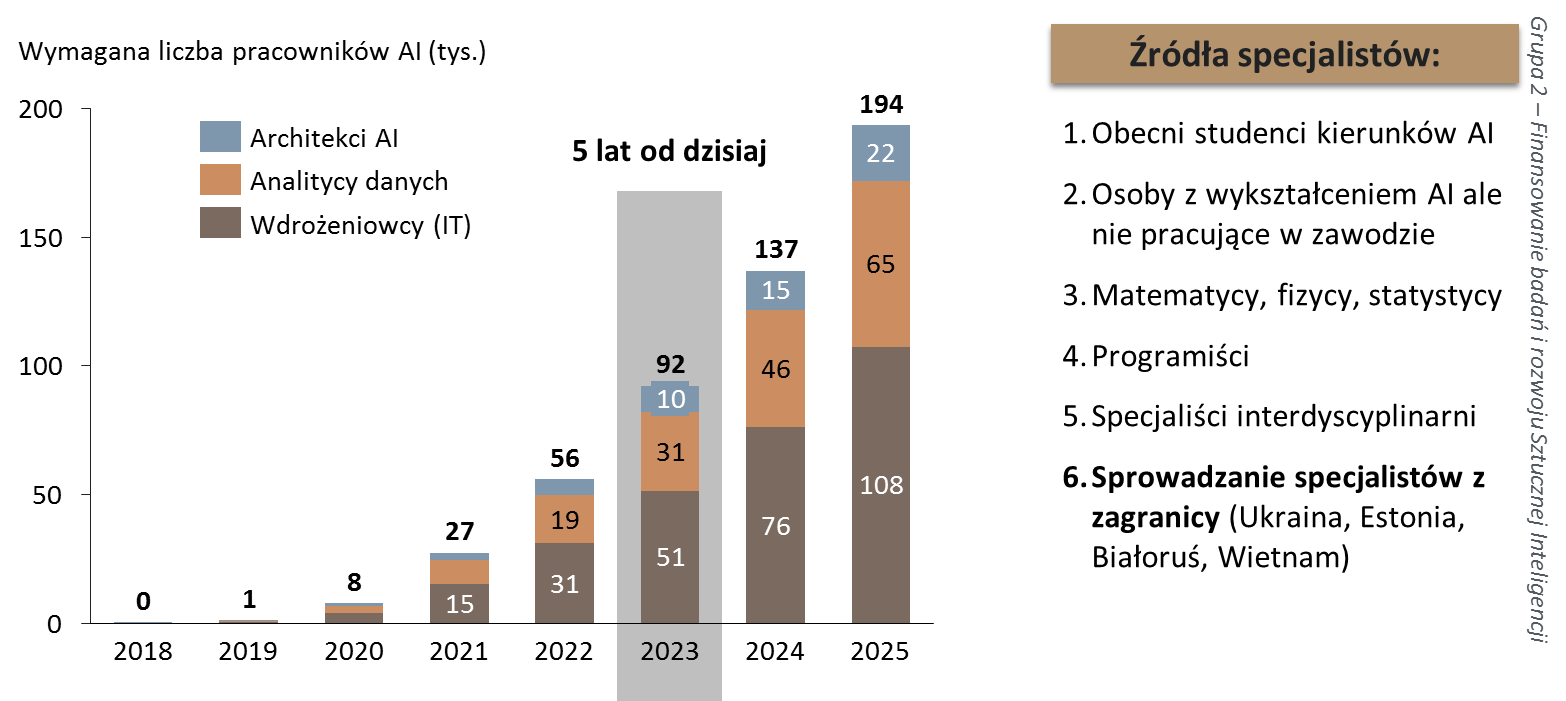 Wymagana liczba pracowników AI (tys.)
200
150
100
50
0
Architekci AI
Analitycy danych
Wdrożeniowcy (IT)
5 lat od dzisiaj
0
1
8
27
15
56
19
31
92
10
31
51
137
15
46
76
194
22
65
108
2018 2019 2020 2021 2022 2023 2024 2025
Źródła specjalistów:
1. Obecni studenci kierunków AI
2. Osoby z wykształceniem AI ale
nie pracujące w zawodzie
3. Matematycy, fizycy, statystycy
4. Programiści
5. Specjaliści interdyscyplinarni
6. Sprowadzanie specjalistów z
zagranicy (Ukraina, Estonia,
Białoruś, Wietnam)
Grupa 2 – Finansowanie badań i rozwoju Sztucznej Inteligencji